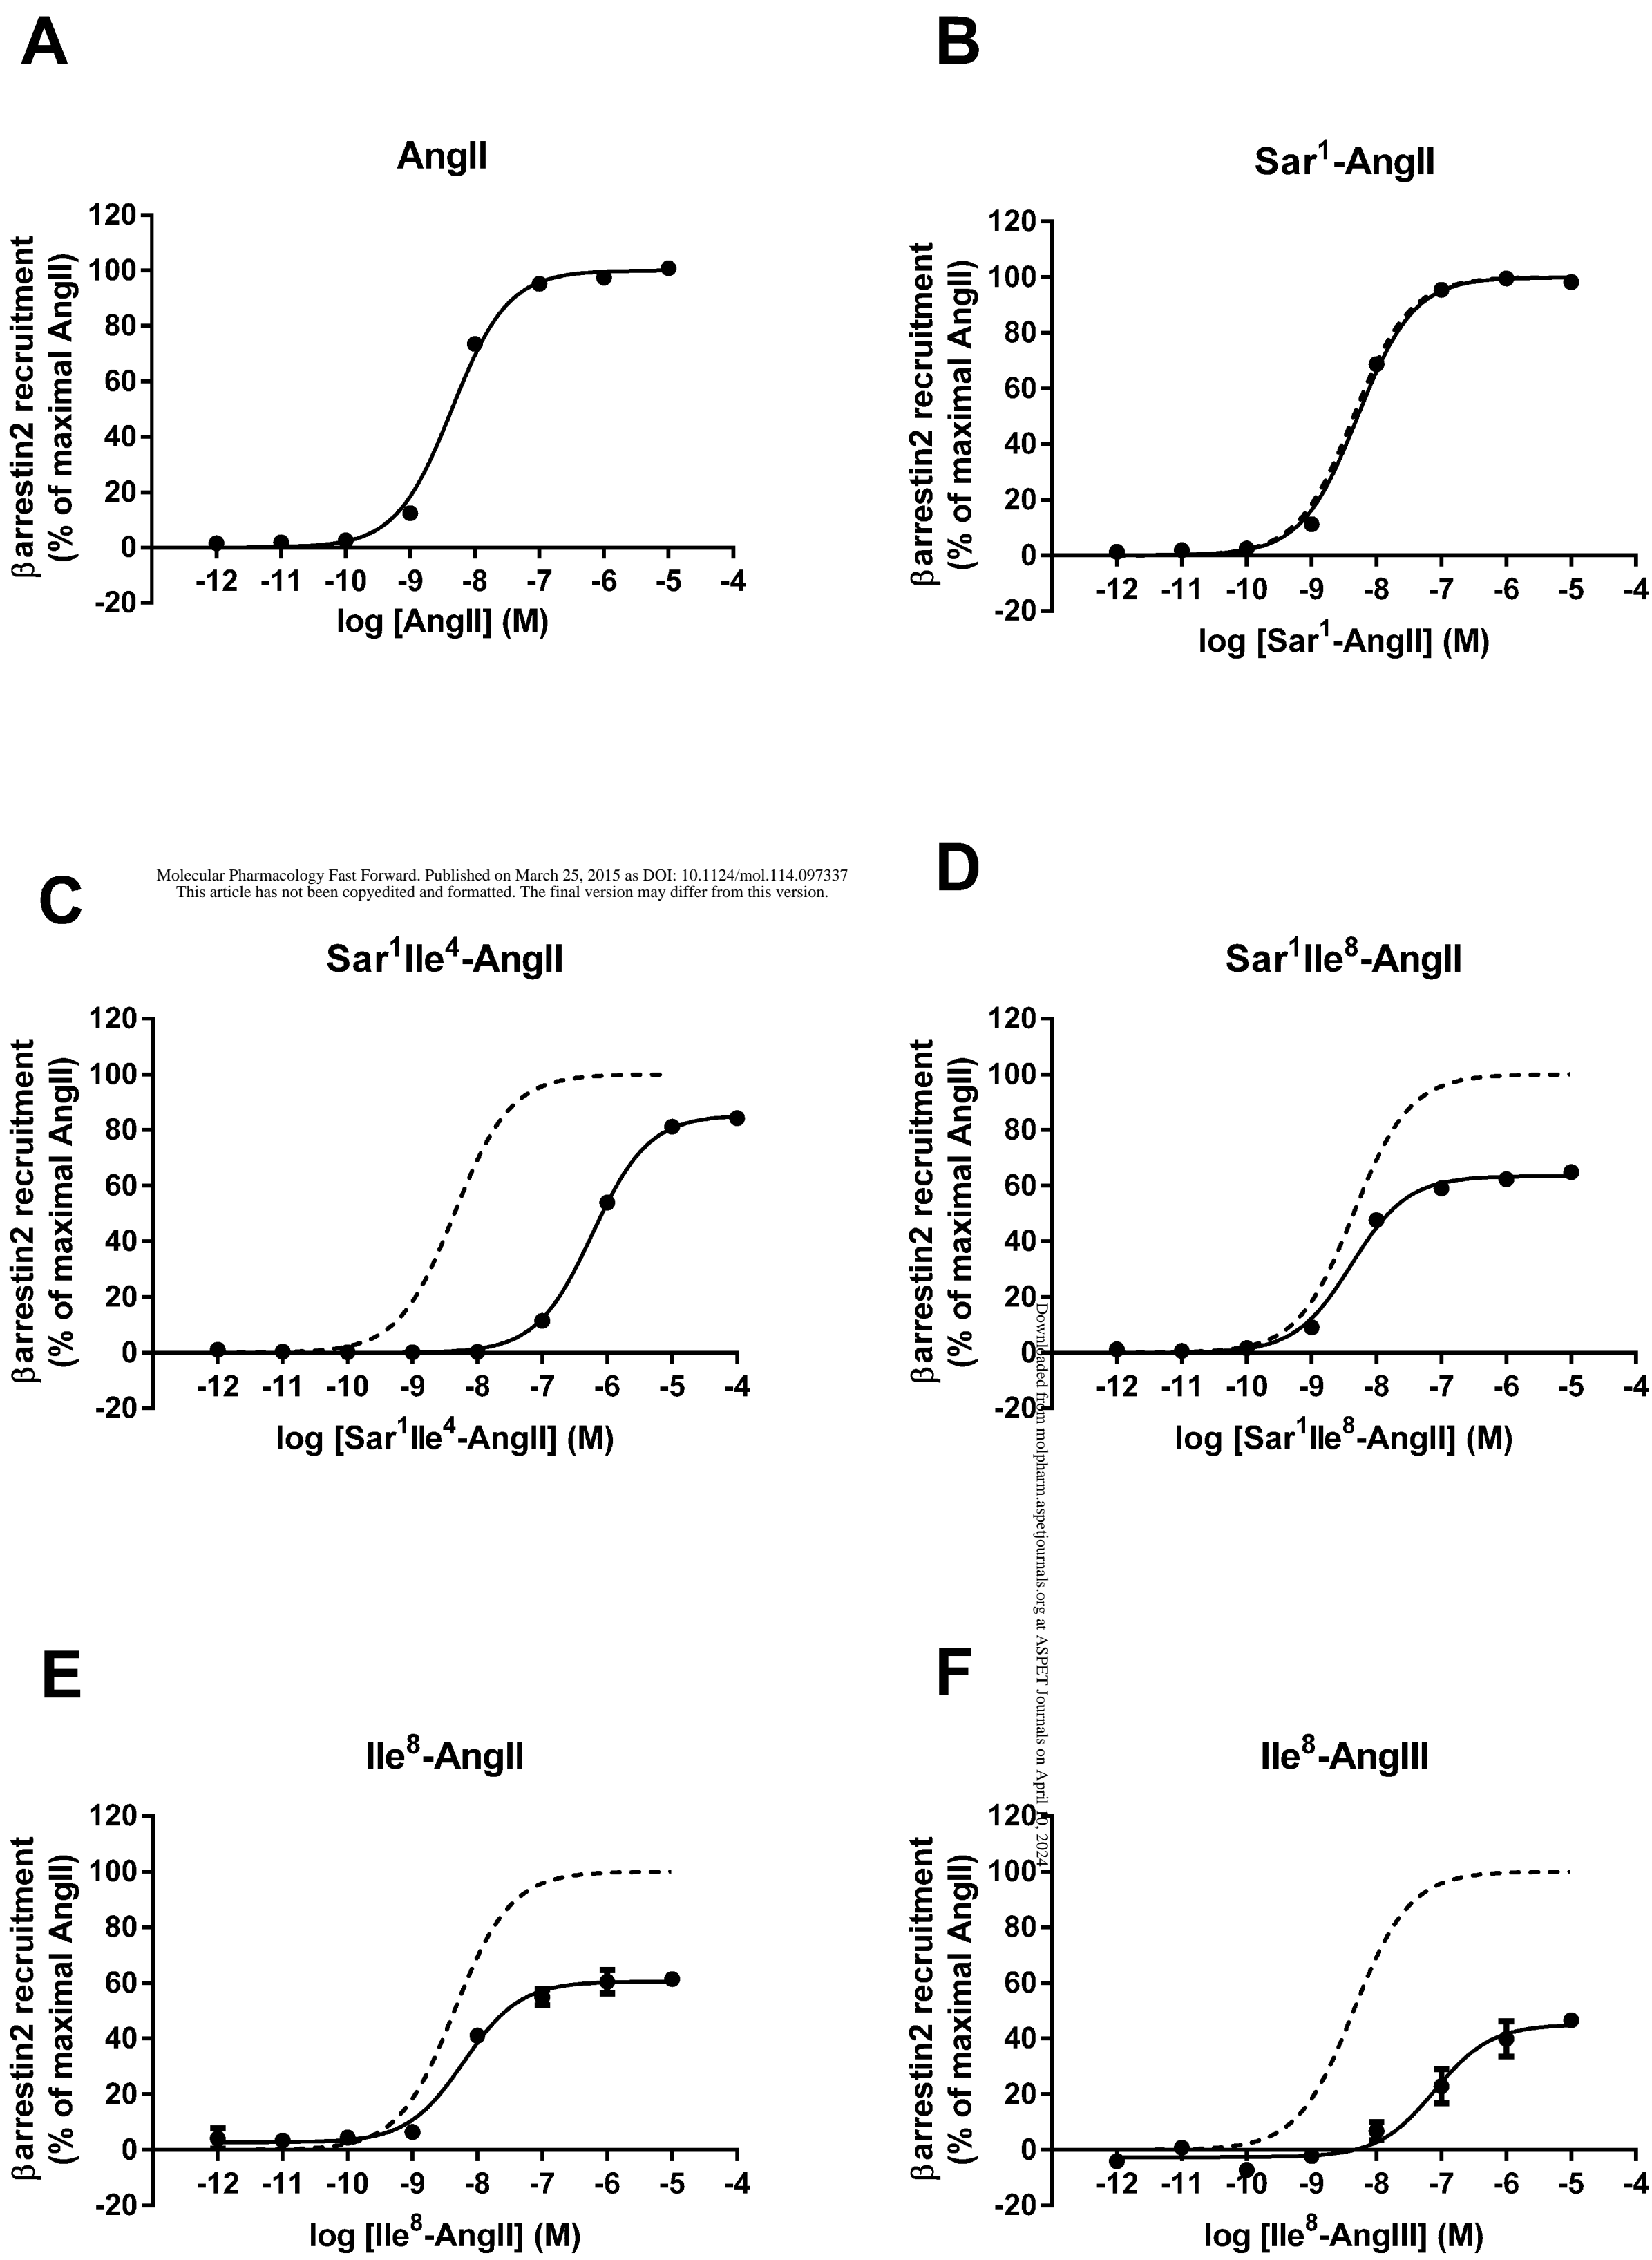 A
AngII
βarrestin2 recruitment
(% of maximal AngII)
120
100
80
60
40
20
0
-20
-12 -11 -10 -9 -8 -7 -6 -5 -4
log [AngII] (M)
B
Sar¹-AngII
βarrestin2 recruitment
(% of maximal AngII)
120
100
80
60
40
20
0
-20
-12 -11 -10 -9 -8 -7 -6 -5 -4
log [Sar¹-AngII] (M)
Molecular Pharmacology Fast Forward. Published on March 25, 2015 as DOI: 10.1124/mol.114.097337
This article has not been copyedited and formatted. The final version may differ from this version.
C
Sar¹Ile⁴-AngII
βarrestin2 recruitment
(% of maximal AngII)
120
100
80
60
40
20
0
-20
-12 -11 -10 -9 -8 -7 -6 -5 -4
log [Sar¹Ile⁴-AngII] (M)
D
Sar¹Ile⁸-AngII
βarrestin2 recruitment
(% of maximal AngII)
120
100
80
60
40
20
0
-20
-12 -11 -10 -9 -8 -7 -6 -5 -4
log [Sar¹Ile⁸-AngII] (M)
Downloaded from molpharm.aspetjournals.org at ASPET Journals on April 10, 2024
E
Ile⁸-AngII
βarrestin2 recruitment
(% of maximal AngII)
120
100
80
60
40
20
0
-20
-12 -11 -10 -9 -8 -7 -6 -5 -4
log [Ile⁸-AngII] (M)
F
Ile⁸-AngIII
βarrestin2 recruitment
(% of maximal AngII)
120
100
80
60
40
20
0
-20
-12 -11 -10 -9 -8 -7 -6 -5 -4
log [Ile⁸-AngIII] (M)